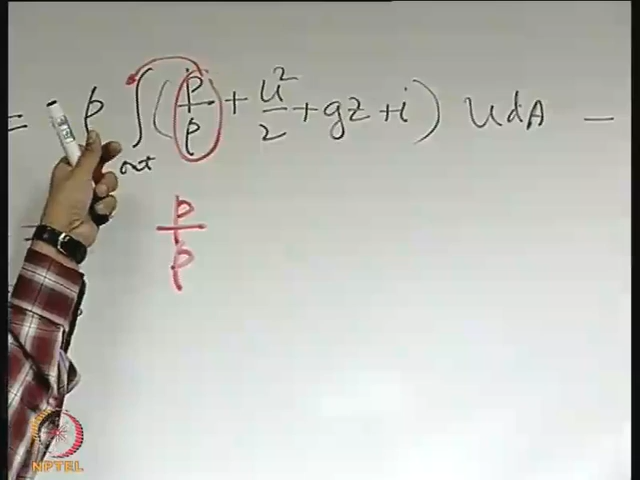 = ρ ∫out ( p/ρ + u²/2 + gz + i ) u dA —
p/ρ
NPTEL